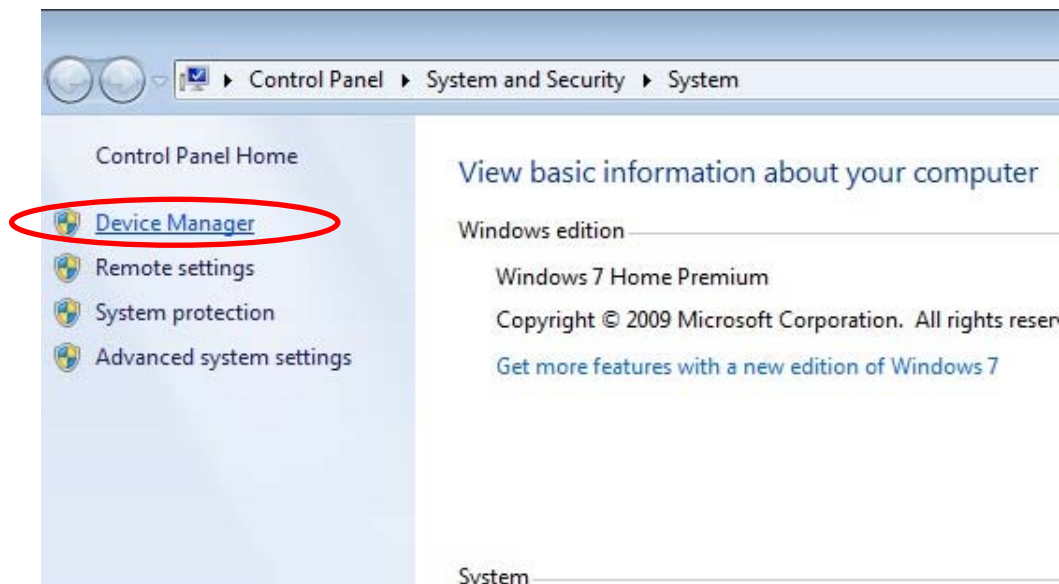 Control Panel System and Security System
Control Panel Home
Device Manager
Remote settings
System protection
Advanced system settings
View basic information about your computer
Windows edition
Windows 7 Home Premium
Copyright © 2009 Microsoft Corporation. All rights reser
Get more features with a new edition of Windows 7
System